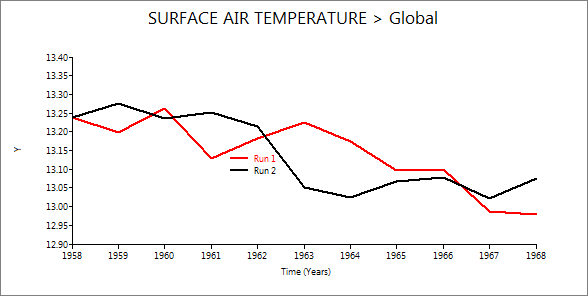 SURFACE AIR TEMPERATURE > Global
13.40
13.35
13.30
13.25
13.20
13.15
13.10
13.05
13.00
12.95
12.90
Y
Run 1
Run 2
1958 1959 1960 1961 1962 1963 1964 1965 1966 1967 1968
Time (Years)